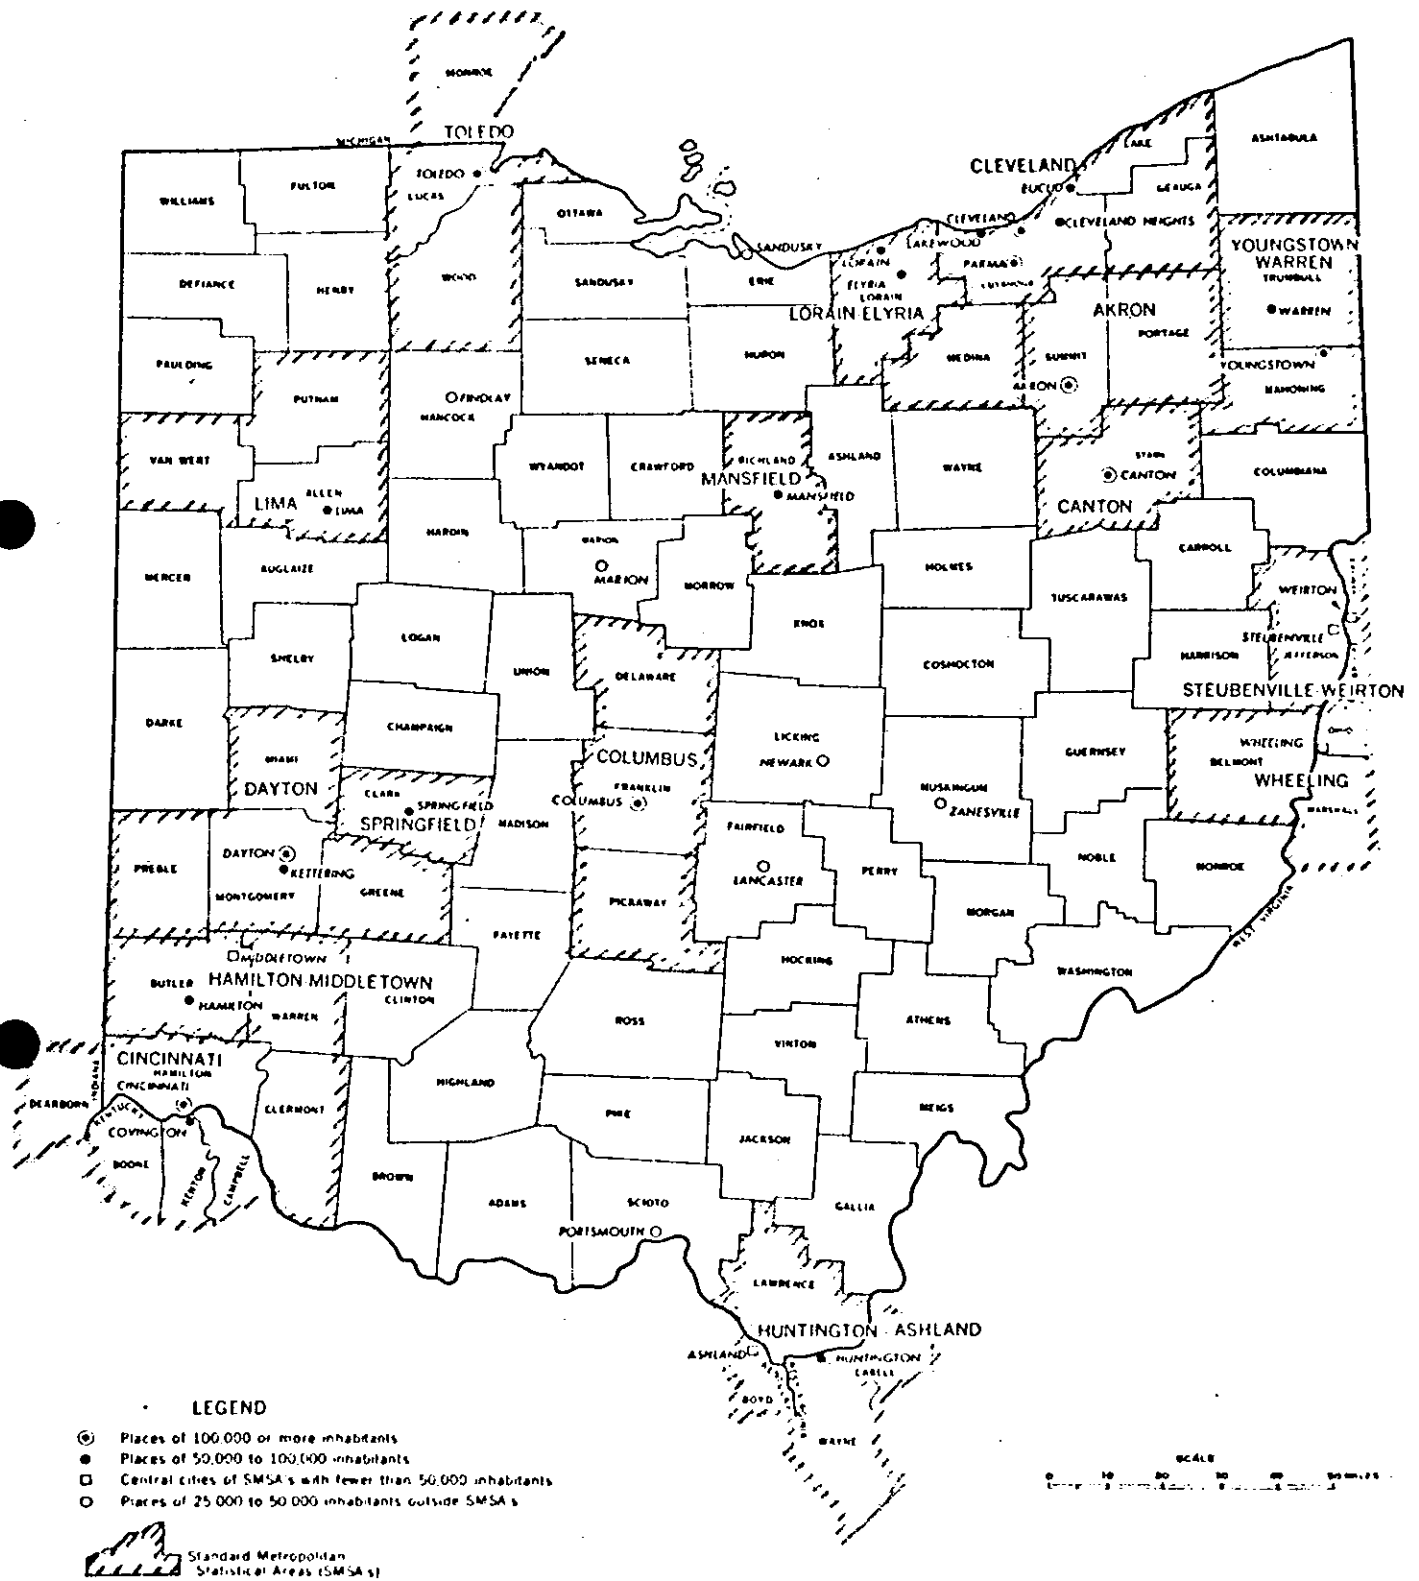 MONROE
TOLEDO
MICHIGAN
TOLEDO
LUCAS
WILLIAMS
FULTON
OTTAWA
CLEVELAND
EUCLID
LAKE
GEAUGA
ASHTABULA
CLEVELAND
CLEVELAND HEIGHTS
LAKEWOOD
PARMA
SANDUSKY
LORAIN
ELYRIA
LORAIN
LORAIN-ELYRIA
YOUNGSTOWN
WARREN
TRUMBULL
WARREN
DEFIANCE
HENRY
WOOD
SANDUSKY
ERIE
AKRON
PORTAGE
SUMMIT
AKRON
MEDINA
PAULDING
SENECA
HURON
YOUNGSTOWN
MAHONING
PUTNAM
FINDLAY
HANCOCK
VAN WERT
WYANDOT
CRAWFORD
RICHLAND
MANSFIELD
MANSFIELD
ASHLAND
WAYNE
STARK
CANTON
CANTON
COLUMBIANA
ALLEN
LIMA
LIMA
HARDIN
MARION
MARION
MORROW
HOLMES
CARROLL
MERCER
AUGLAIZE
TUSCARAWAS
WEIRTON
STEUBENVILLE
JEFFERSON
HARRISON
STEUBENVILLE-WEIRTON
LOGAN
KNOX
SHELBY
UNION
DELAWARE
COSHOCTON
DARKE
CHAMPAIGN
LICKING
NEWARK
GUERNSEY
OHIO
WHEELING
BELMONT
WHEELING
MARSHALL
MIAMI
DAYTON
COLUMBUS
FRANKLIN
COLUMBUS
CLARK
SPRINGFIELD
SPRINGFIELD
MADISON
MUSKINGUM
ZANESVILLE
FAIRFIELD
LANCASTER
PERRY
NOBLE
MONROE
PREBLE
DAYTON
KETTERING
MONTGOMERY
GREENE
PICKAWAY
MORGAN
FAYETTE
WEST VIRGINIA
MIDDLETOWN
BUTLER
HAMILTON-MIDDLETOWN
HAMILTON
WARREN
CLINTON
HOCKING
WASHINGTON
ROSS
ATHENS
VINTON
CINCINNATI
HAMILTON
CINCINNATI
INDIANA
DEARBORN
KENTUCKY
COVINGTON
CLERMONT
HIGHLAND
PIKE
MEIGS
JACKSON
BOONE
KENTON
CAMPBELL
BROWN
ADAMS
SCIOTO
PORTSMOUTH
GALLIA
LAWRENCE
HUNTINGTON-ASHLAND
ASHLAND
HUNTINGTON
CABELL
BOYD
WAYNE
LEGEND
Places of 100,000 or more inhabitants
Places of 50,000 to 100,000 inhabitants
Central cities of SMSA's with fewer than 50,000 inhabitants
Places of 25,000 to 50,000 inhabitants outside SMSA's
Standard Metropolitan
Statistical Areas (SMSA's)
SCALE
0 10 20 30 40 50 MILES